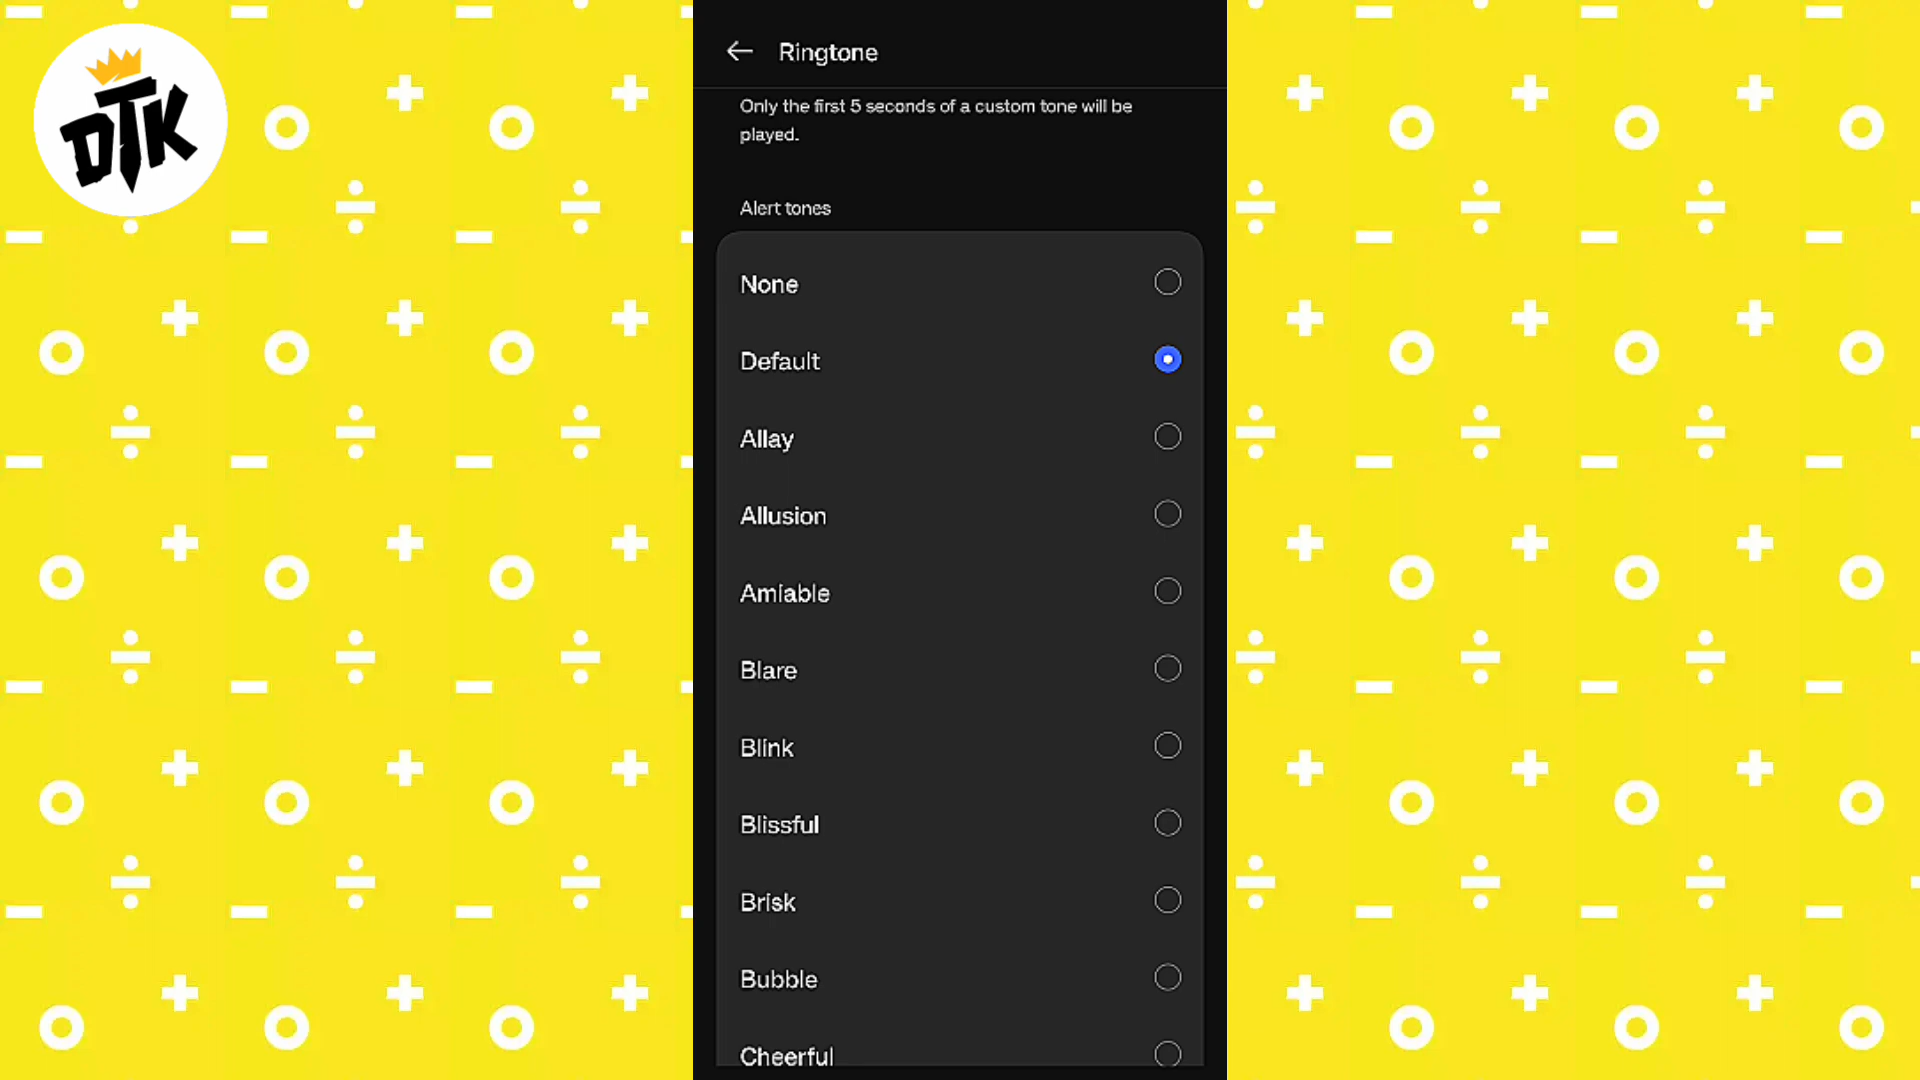 DTK
Ringtone
Only the first 5 seconds of a custom tone will be
played.
Alert tones
None
Default
Allay
Allusion
Amiable
Blare
Blink
Blissful
Brisk
Bubble
Cheerful